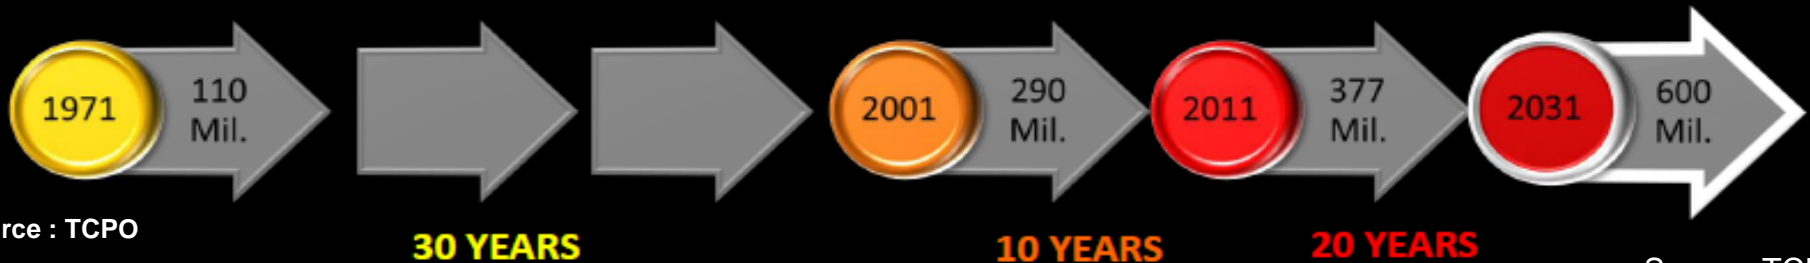 1971
110
Mil.
2001
290
Mil.
2011
377
Mil.
2031
600
Mil.
: TCPO
30 YEARS
10 YEARS
20 YEARS